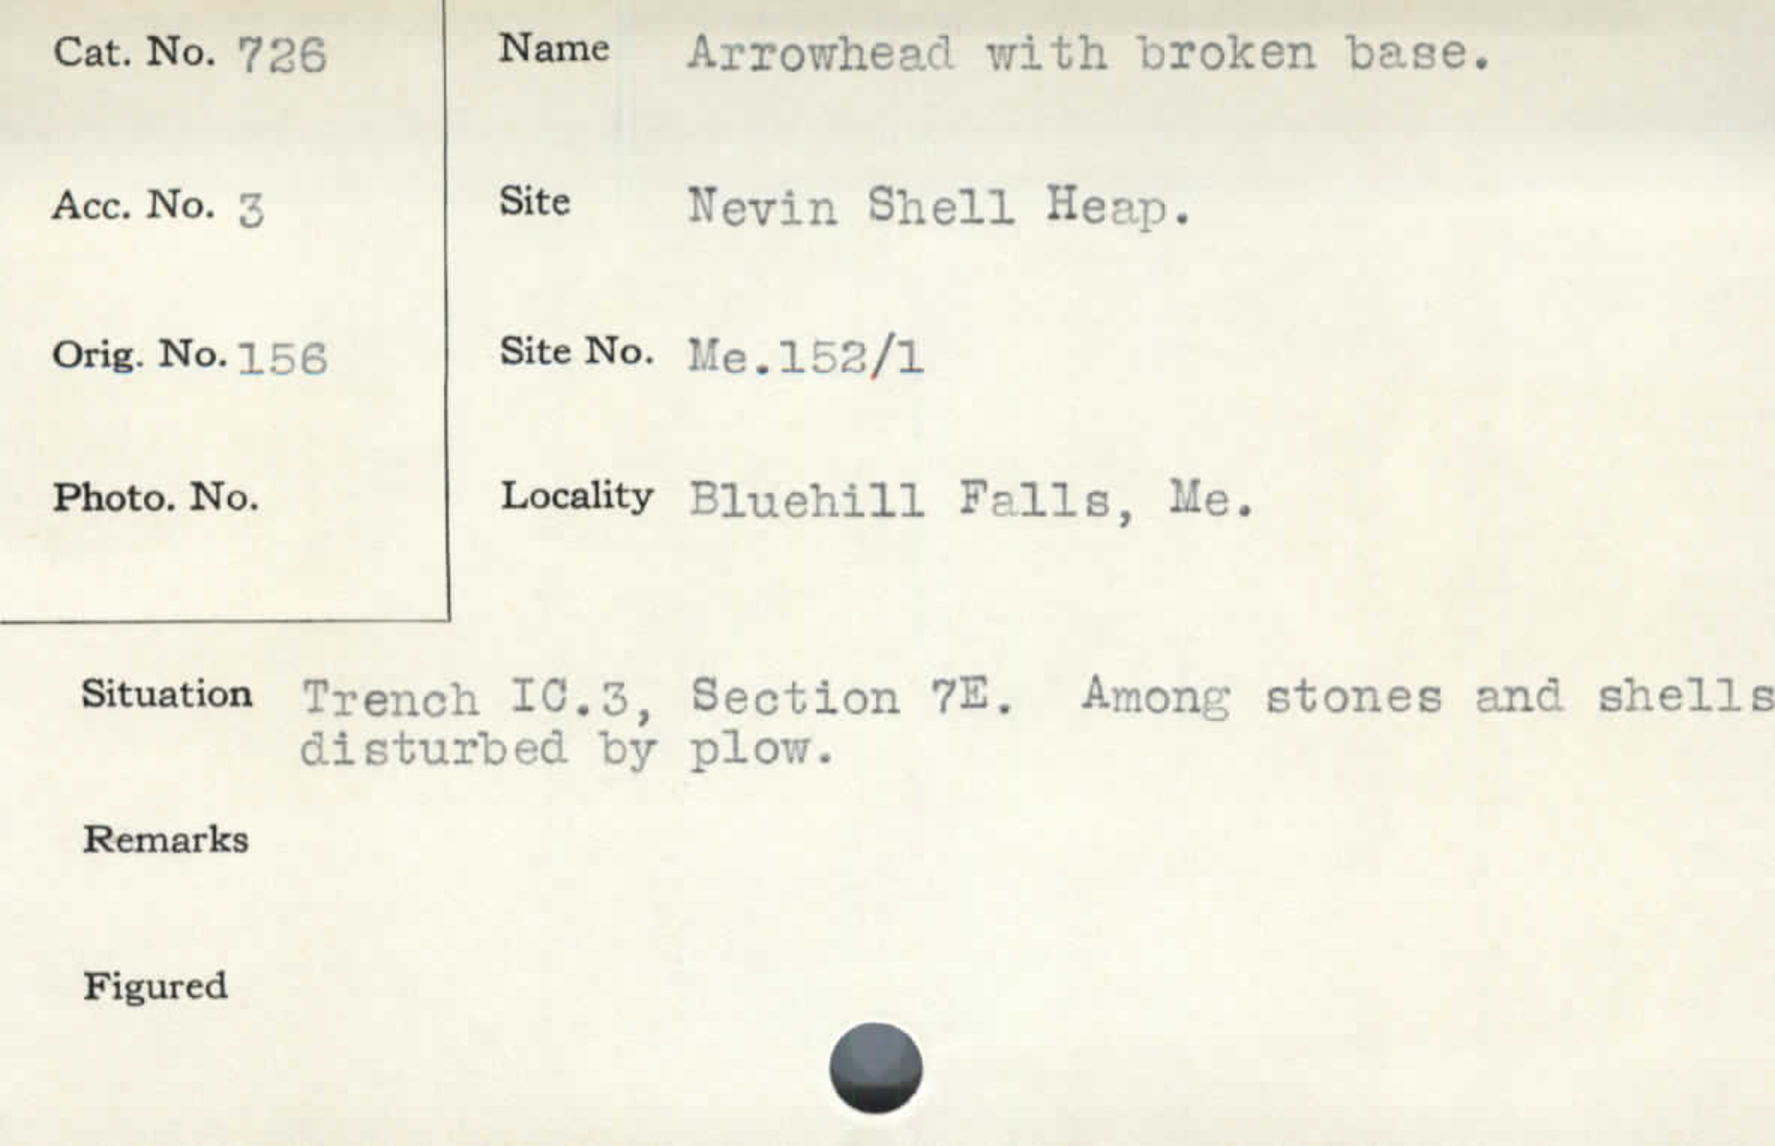 Cat. No. 726
Name Arrowhead with broken base.
Acc. No. 3
Site Nevin Shell Heap.
Orig. No. 156
Site No. Me.152/1
Photo. No.
Locality Bluehill Falls, Me.
Situation Trench IC.3, Section 7E. Among stones and shells
disturbed by plow.
Remarks
Figured